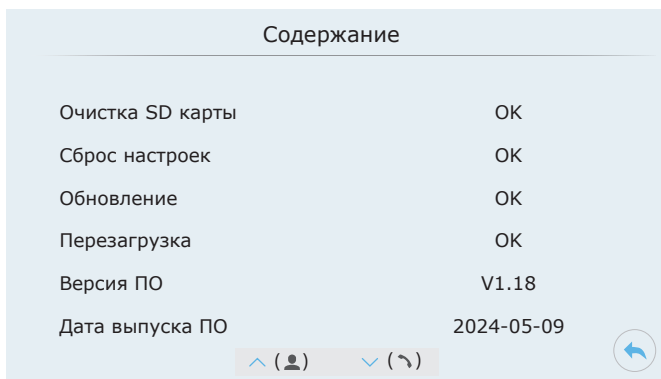 Содержание
Очистка SD карты OK
Сброс настроек OK
Обновление OK
Перезагрузка OK
Версия ПО V1.18
Дата выпуска ПО 2024-05-09
( ) ( )